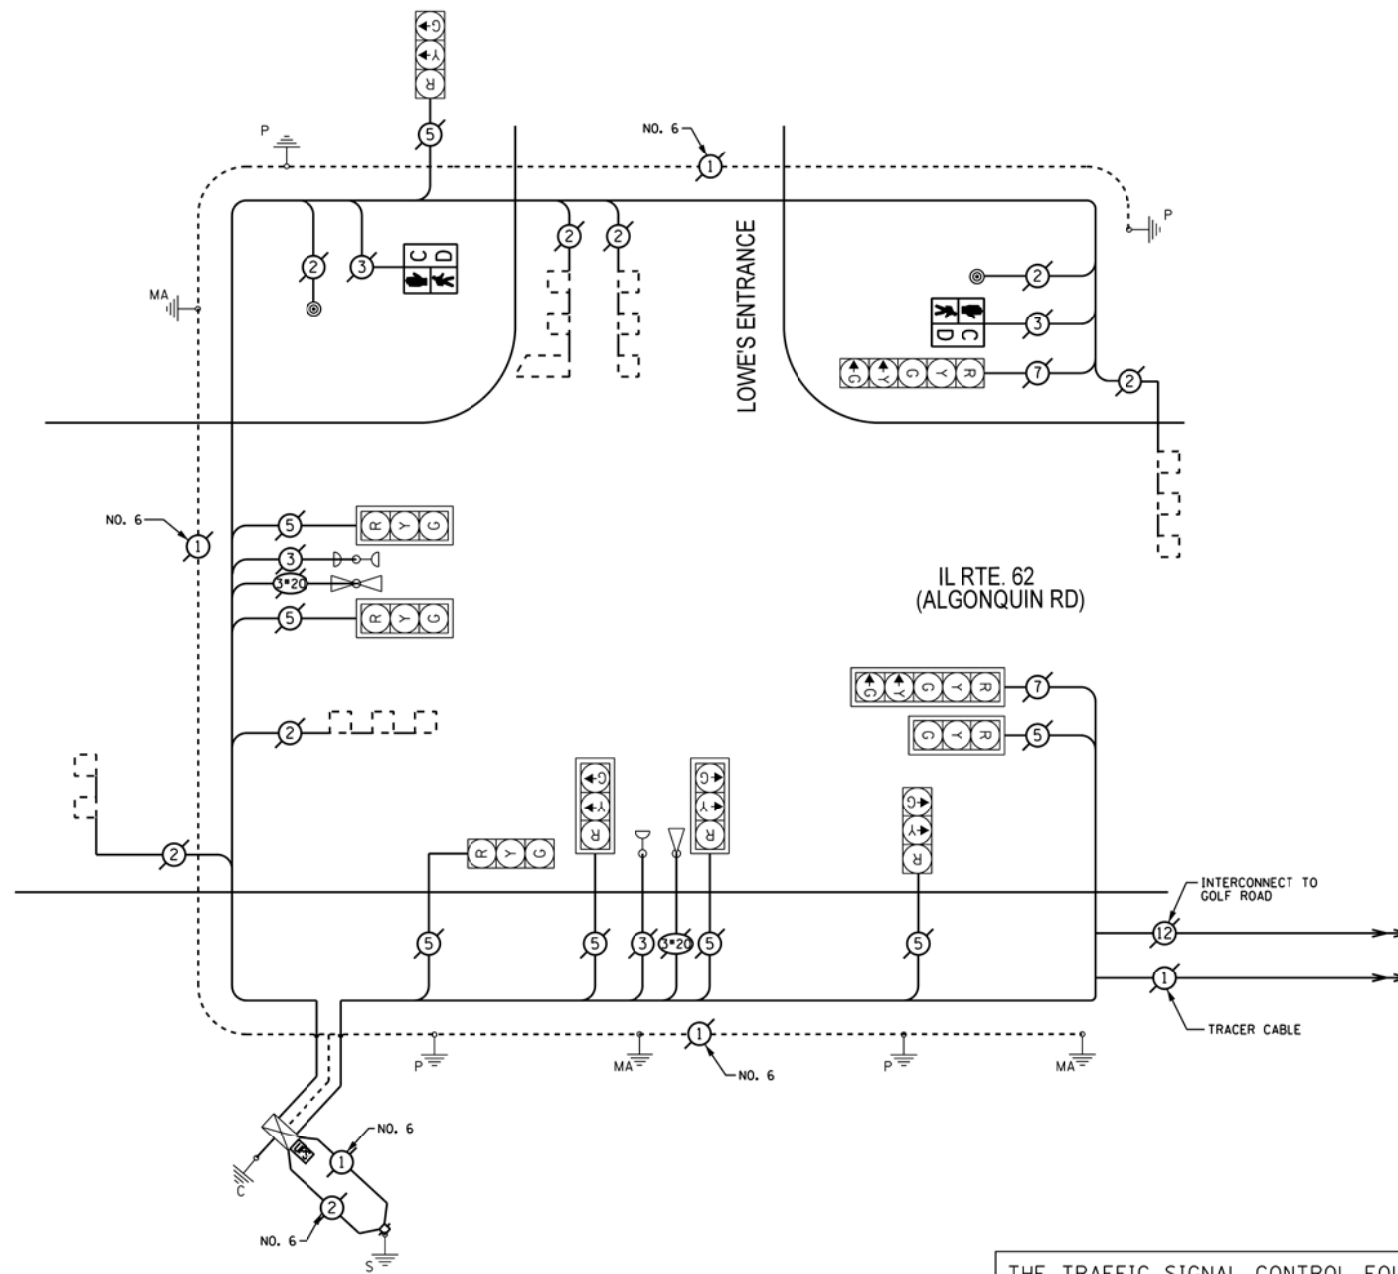 G
Y
R
5
P
NO. 6
1
P
2
3
C D
2
2
MA
LOWE'S ENTRANCE
2
3
D C
G Y G Y R
7
2
NO. 6
1
5
R Y G
3
3#20
5
R Y G
IL RTE. 62
(ALGONQUIN RD)
G Y G Y R
7
G Y R
5
2
2
R Y G
G
Y
R
G
Y
R
G
Y
R
5
5
3
3#20
5
5
INTERCONNECT TO
GOLF ROAD
12
1
TRACER CABLE
P
MA
1
NO. 6
P
MA
UPS
C
1
NO. 6
2
NO. 6
S
THE TRAFFIC SIGNAL CONTROL EQU